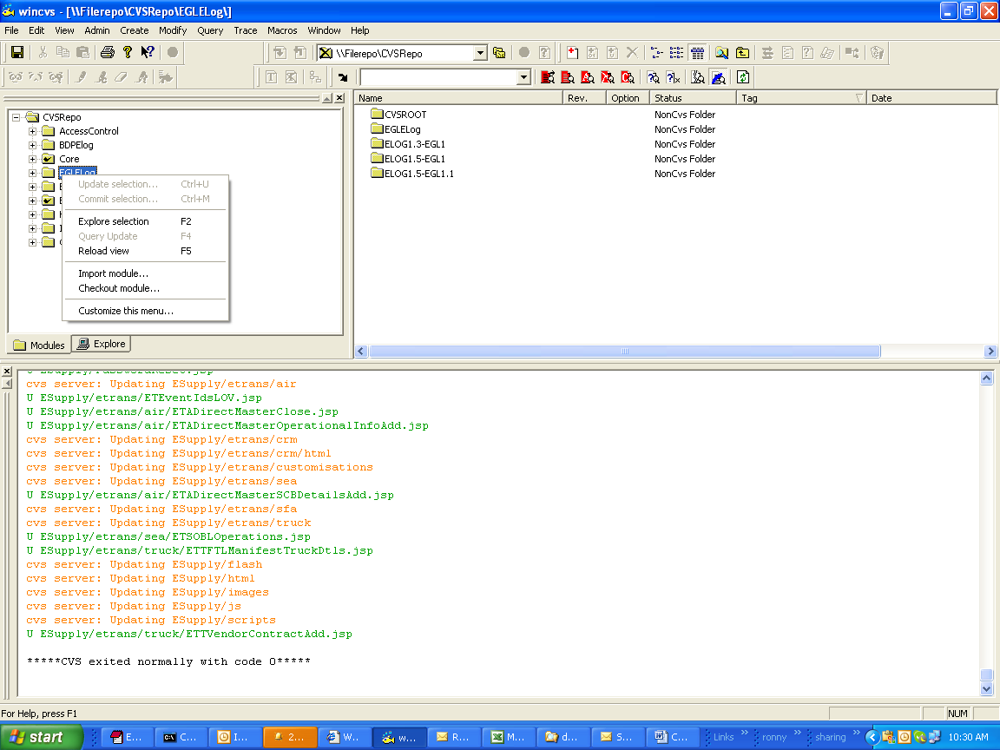 wincvs - [\\Filerepo\CVSRepo\EGLELog\]
File Edit View Admin Create Modify Query Trace Macros Window Help
\\Filerepo\CVSRepo
CVSRepo
AccessControl
BDPElog
Core
EGLELog
Update selection... Ctrl+U
Commit selection... Ctrl+M
Explore selection F2
Query Update F4
Reload view F5
Import module...
Checkout module...
Customize this menu...
Modules Explore
Name Rev. Option Status Tag Date
CVSROOT NonCvs Folder
EGLELog NonCvs Folder
ELOG1.3-EGL1 NonCvs Folder
ELOG1.5-EGL1 NonCvs Folder
ELOG1.5-EGL1.1 NonCvs Folder
U ESupply/PasswordReset.jsp
cvs server: Updating ESupply/etrans/air
U ESupply/etrans/ETEventIdsLOV.jsp
U ESupply/etrans/air/ETADirectMasterClose.jsp
U ESupply/etrans/air/ETADirectMasterOperationalInfoAdd.jsp
cvs server: Updating ESupply/etrans/crm
cvs server: Updating ESupply/etrans/crm/html
cvs server: Updating ESupply/etrans/customisations
cvs server: Updating ESupply/etrans/sea
U ESupply/etrans/air/ETADirectMasterSCBDetailsAdd.jsp
cvs server: Updating ESupply/etrans/sfa
cvs server: Updating ESupply/etrans/truck
U ESupply/etrans/sea/ETSOBLOperations.jsp
U ESupply/etrans/truck/ETTFTLManifestTruckDtls.jsp
cvs server: Updating ESupply/flash
cvs server: Updating ESupply/html
cvs server: Updating ESupply/images
cvs server: Updating ESupply/js
cvs server: Updating ESupply/scripts
U ESupply/etrans/truck/ETTVendorContractAdd.jsp
*****CVS exited normally with code 0*****
For Help, press F1 NUM
start E... C... I... 2... W... w... R... M... d... S... C... Links » ronny » sharing » 10:30 AM